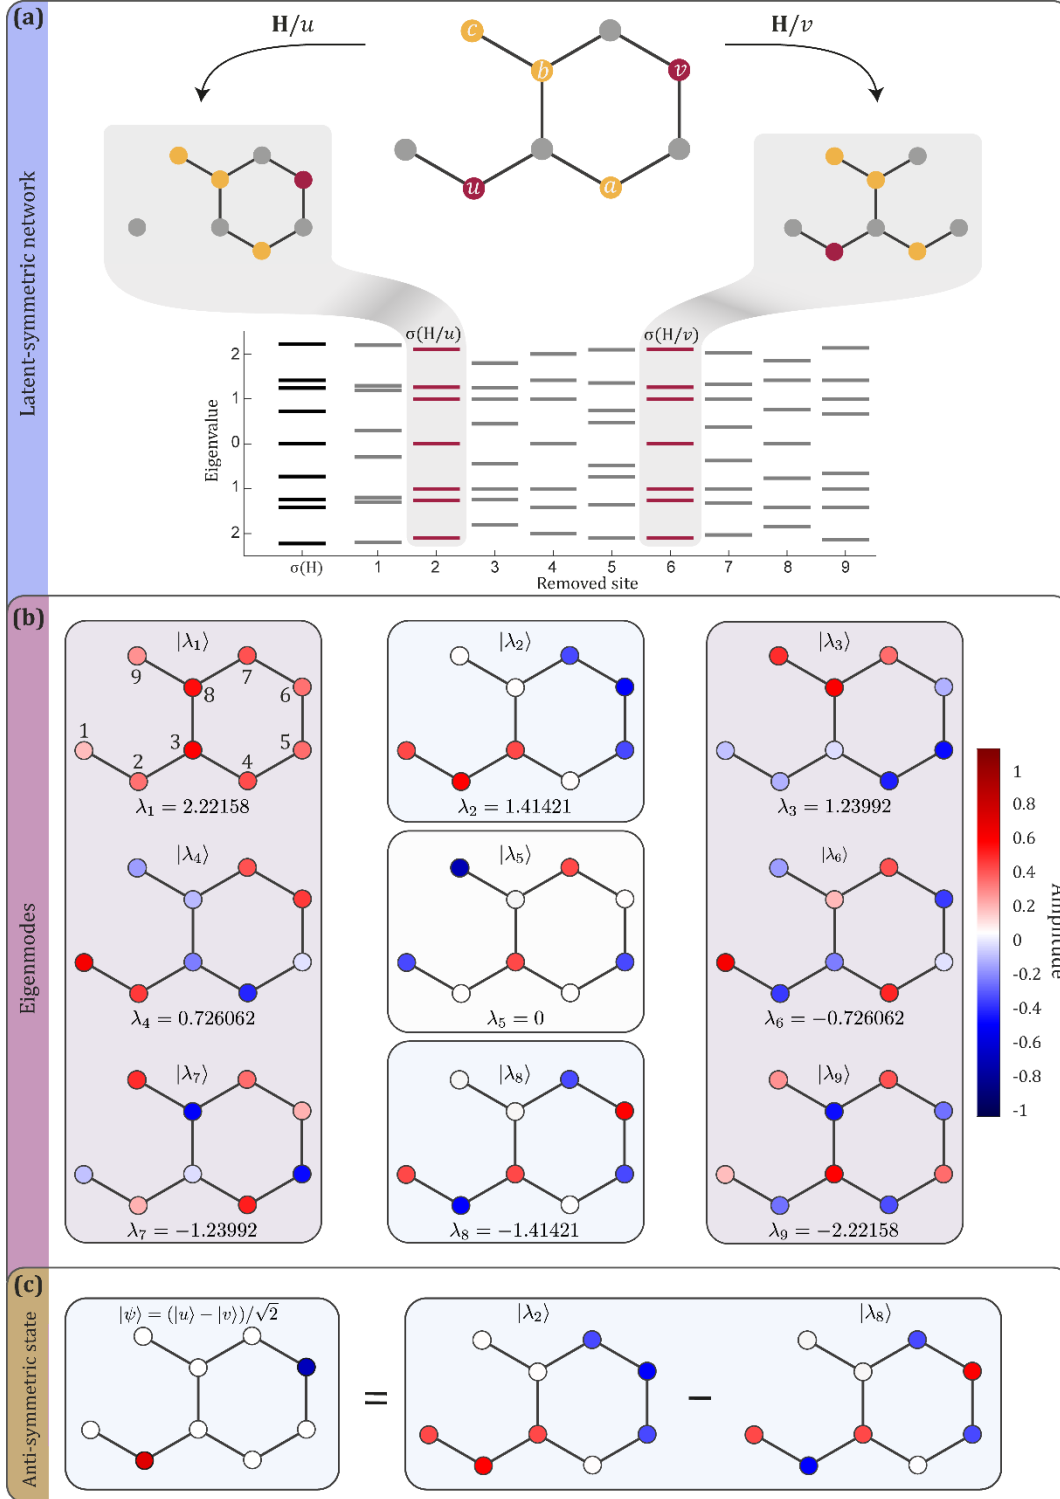 (a)
Latent-symmetric network
H/u
H/v
c
b
v
u
a
σ(H/u)
σ(H/v)
Eigenvalue
2
1
0
1
2
σ(H)
1
2
3
4
5
6
7
8
9
Removed site
(b)
Eigenmodes
|λ₁⟩
9
7
8
6
1
3
5
2
4
λ₁ = 2.22158
|λ₂⟩
λ₂ = 1.41421
|λ₃⟩
λ₃ = 1.23992
|λ₄⟩
λ₄ = 0.726062
|λ₅⟩
λ₅ = 0
|λ₆⟩
λ₆ = −0.726062
|λ₇⟩
λ₇ = −1.23992
|λ₈⟩
λ₈ = −1.41421
|λ₉⟩
λ₉ = −2.22158
1
0.8
0.6
0.4
0.2
0
-0.2
-0.4
-0.6
-0.8
-1
Amplitude
(c)
Anti-symmetric state
|ψ⟩ = (|u⟩ − |v⟩)/√2
=
|λ₂⟩
−
|λ₈⟩